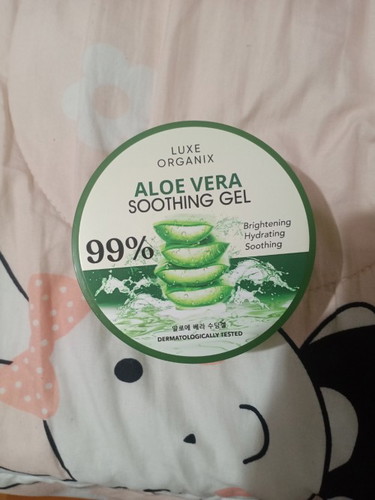 LUXE
ORGANIX
ALOE VERA
SOOTHING GEL
99%
Brightening
Hydrating
Soothing
알로에 베라 수딩젤
DERMATOLOGICALLY TESTED